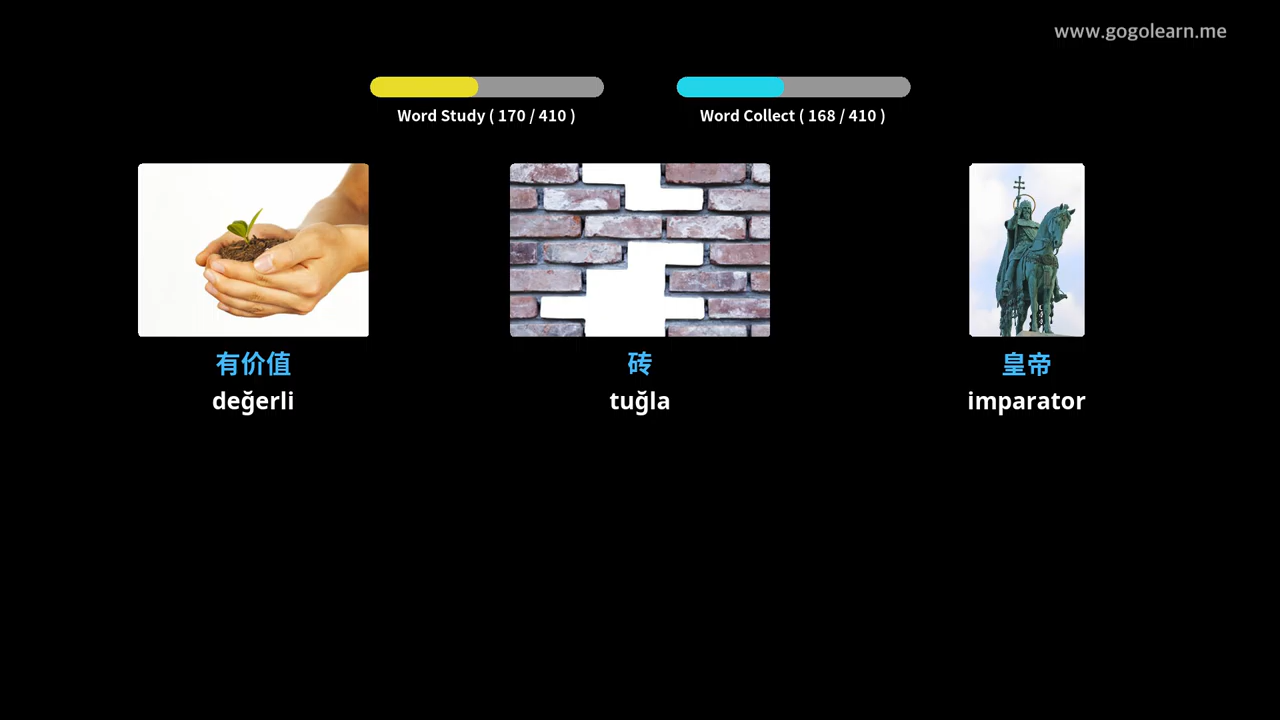 www.gogolearn.me
Word Study ( 170 / 410 )
Word Collect ( 168 / 410 )
有价值
değerli
砖
tuğla
皇帝
imparator